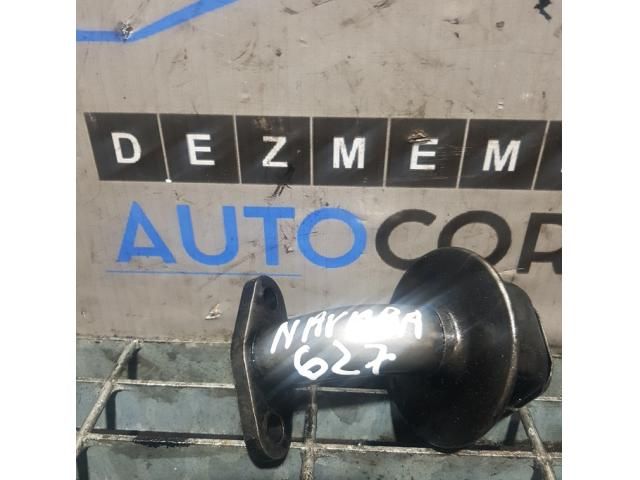 DEZMEM
AUTOCOR
NAVARA
627